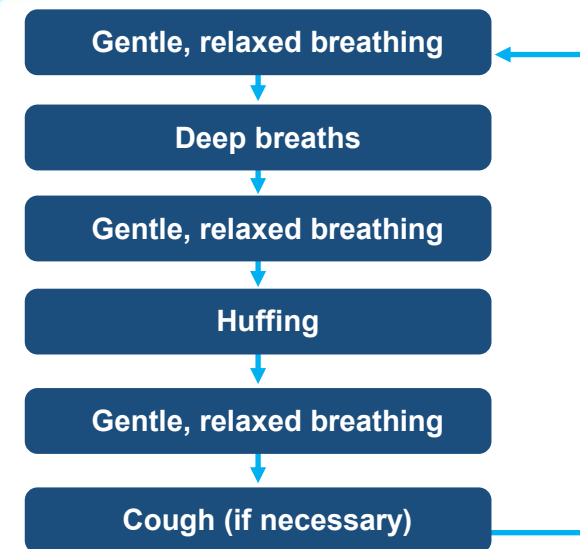 Gentle, relaxed breathing
Deep breaths
Gentle, relaxed breathing
Huffing
Gentle, relaxed breathing
Cough (if necessary)